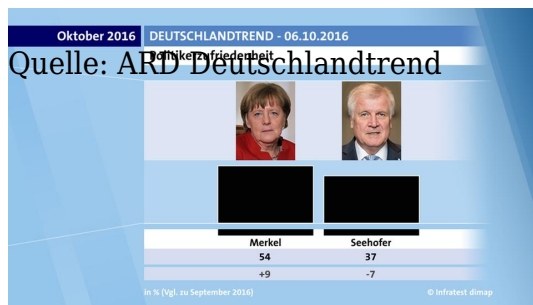 Oktober 2016 DEUTSCHLANDTREND - 06.10.2016
Politikerzufriedenheit
Quelle: ARD Deutschlandtrend
Merkel Seehofer
54 37
+9 -7
in % (Vgl. zu September 2016) © Infratest dimap